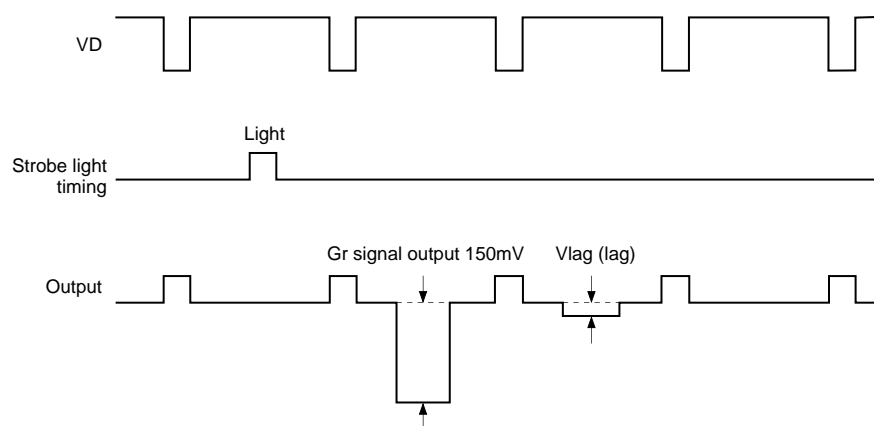 VD
Light
Strobe light
timing
Gr signal output 150mV
Vlag (lag)
Output